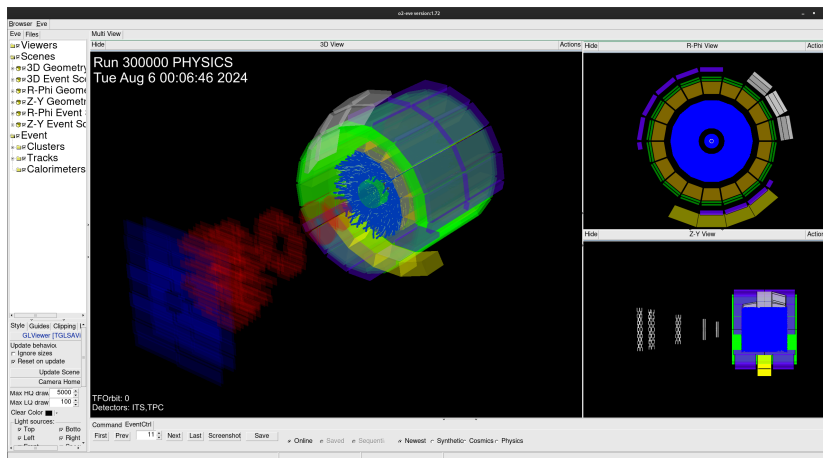 o2-eve version:1.72
Browser Eve
Eve Files
Viewers
Scenes
3D Geometry
3D Event Sce
R-Phi Geome
Z-Y Geometr
R-Phi Event
Z-Y Event Sc
Event
Clusters
Tracks
Calorimeters
Style Guides Clipping
GLViewer [TGLSAVi
Update behavior
Ignore sizes
Reset on update
Update Scene
Camera Home
Max HQ draw 5000
Max LQ draw 100
Clear Color
Light sources:
Top Botto
Left Right
Multi View
Hide 3D View Actions
Run 300000 PHYSICS
Tue Aug 6 00:06:46 2024
TFOrbit: 0
Detectors: ITS,TPC
Hide R-Phi View Action
Hide Z-Y View Action
Command EventCtrl
First Prev 11 Next Last Screenshot Save Online Saved Sequenti Newest Synthetic Cosmics Physics